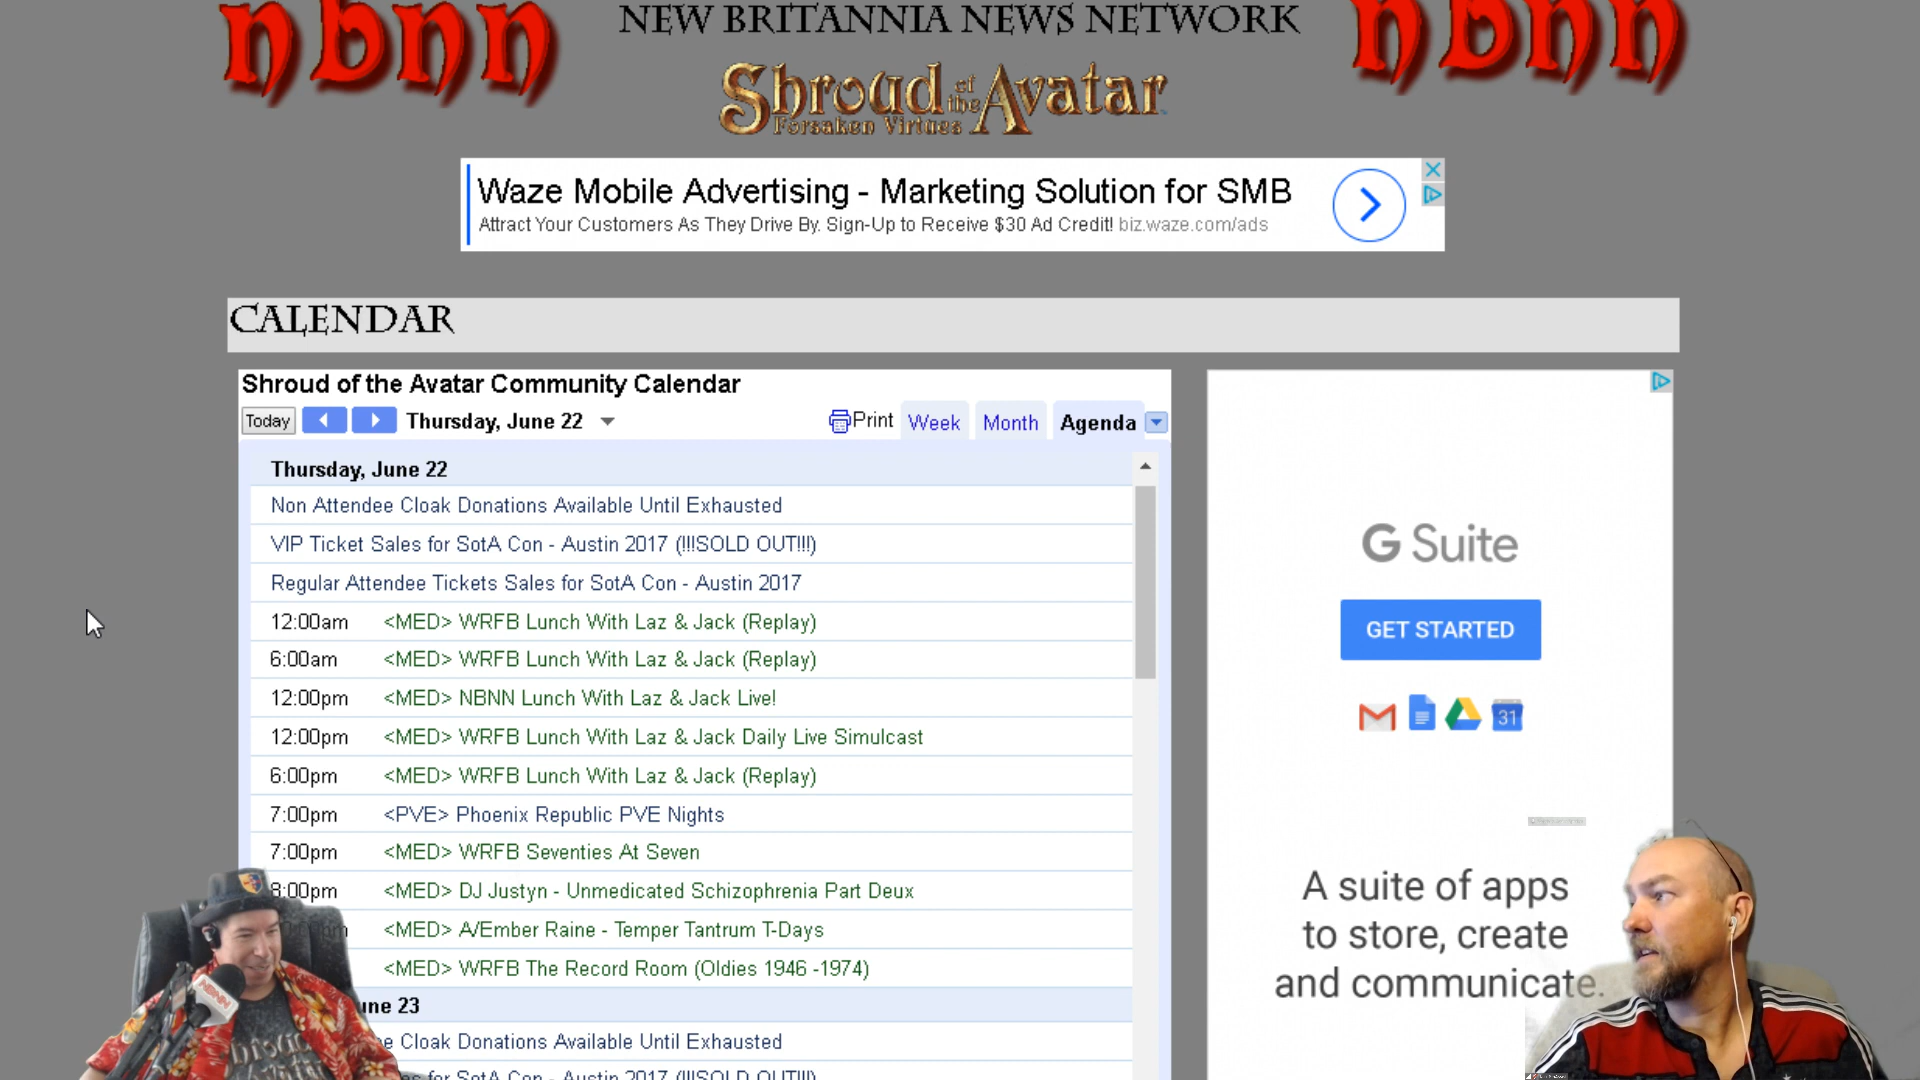 nbnn
NEW BRITANNIA NEWS NETWORK
nbnn
Shroud of the Avatar
Forsaken Virtues
Waze Mobile Advertising - Marketing Solution for SMB
Attract Your Customers As They Drive By. Sign-Up to Receive $30 Ad Credit! biz.waze.com/ads
CALENDAR
Shroud of the Avatar Community Calendar
Today Thursday, June 22 Print Week Month Agenda
Thursday, June 22
Non Attendee Cloak Donations Available Until Exhausted
VIP Ticket Sales for SotA Con - Austin 2017 (!!!SOLD OUT!!!)
Regular Attendee Tickets Sales for SotA Con - Austin 2017
12:00am <MED> WRFB Lunch With Laz & Jack (Replay)
6:00am <MED> WRFB Lunch With Laz & Jack (Replay)
12:00pm <MED> NBNN Lunch With Laz & Jack Live!
12:00pm <MED> WRFB Lunch With Laz & Jack Daily Live Simulcast
6:00pm <MED> WRFB Lunch With Laz & Jack (Replay)
7:00pm <PVE> Phoenix Republic PVE Nights
7:00pm <MED> WRFB Seventies At Seven
8:00pm <MED> DJ Justyn - Unmedicated Schizophrenia Part Deux
<MED> A/Ember Raine - Temper Tantrum T-Days
<MED> WRFB The Record Room (Oldies 1946 -1974)
une 23
e Cloak Donations Available Until Exhausted
es for SotA Con - Austin 2017 (!!!SOLD OUT!!!)
G Suite
GET STARTED
31
A suite of apps
to store, create
and communicate.
NBNN